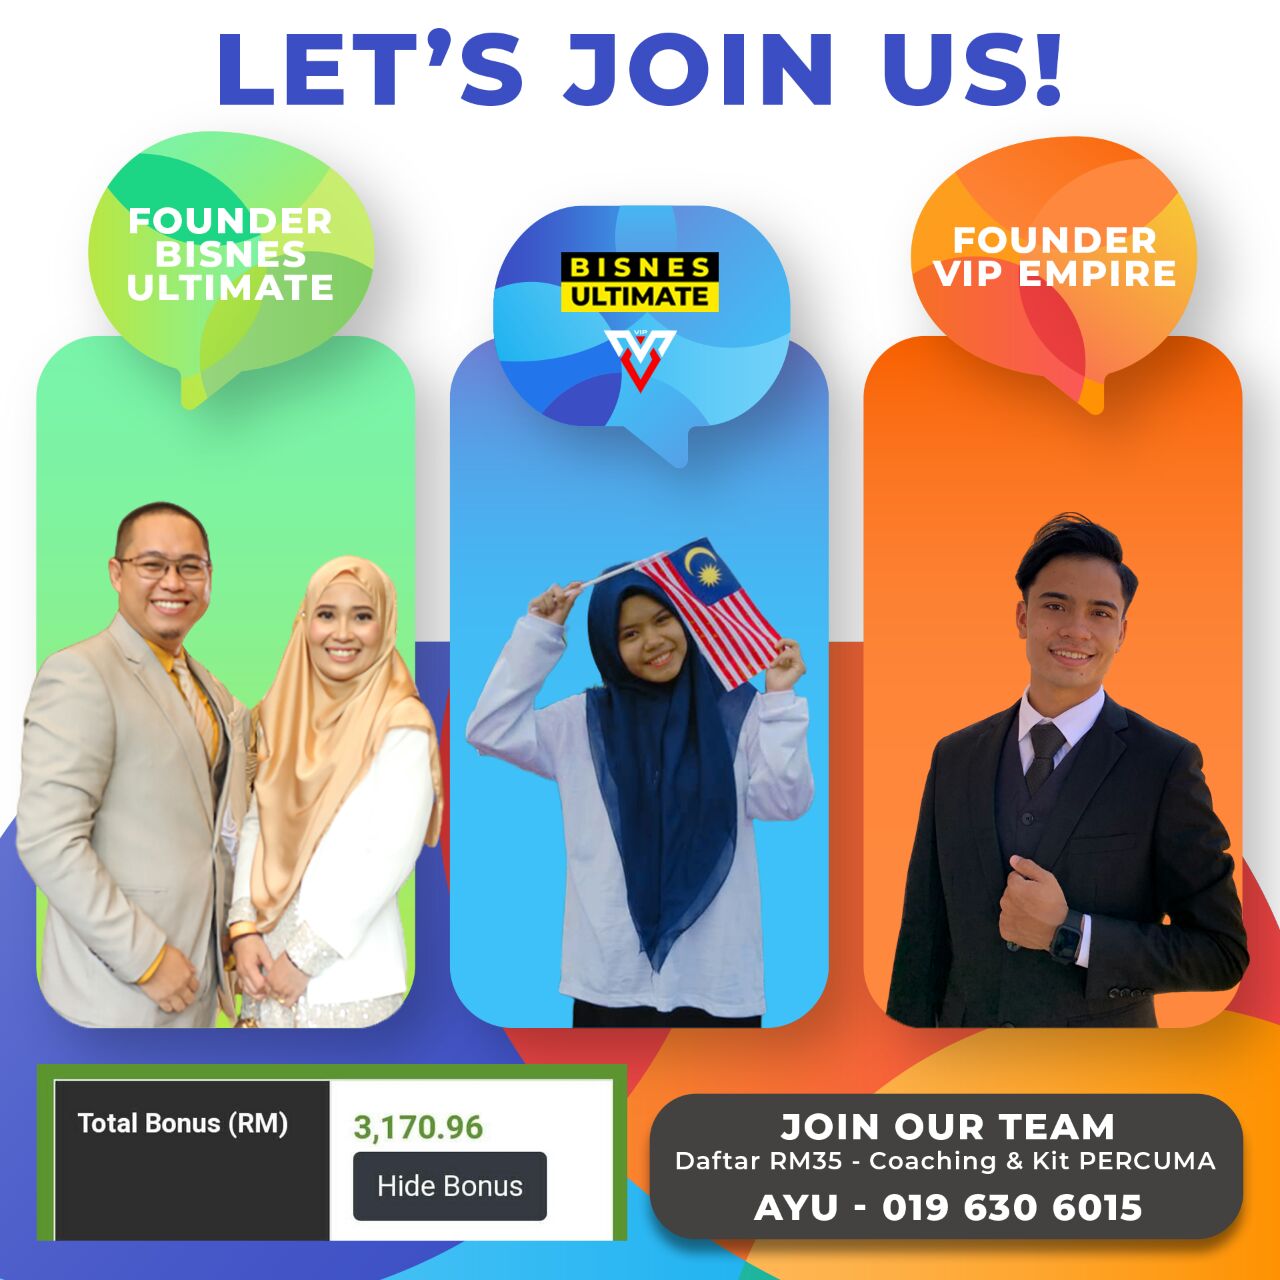 LET'S JOIN US!
FOUNDER
BISNES
ULTIMATE
BISNES
ULTIMATE
VIP
FOUNDER
VIP EMPIRE
Total Bonus (RM)
3,170.96
Hide Bonus
JOIN OUR TEAM
Daftar RM35 - Coaching & Kit PERCUMA
AYU - 019 630 6015